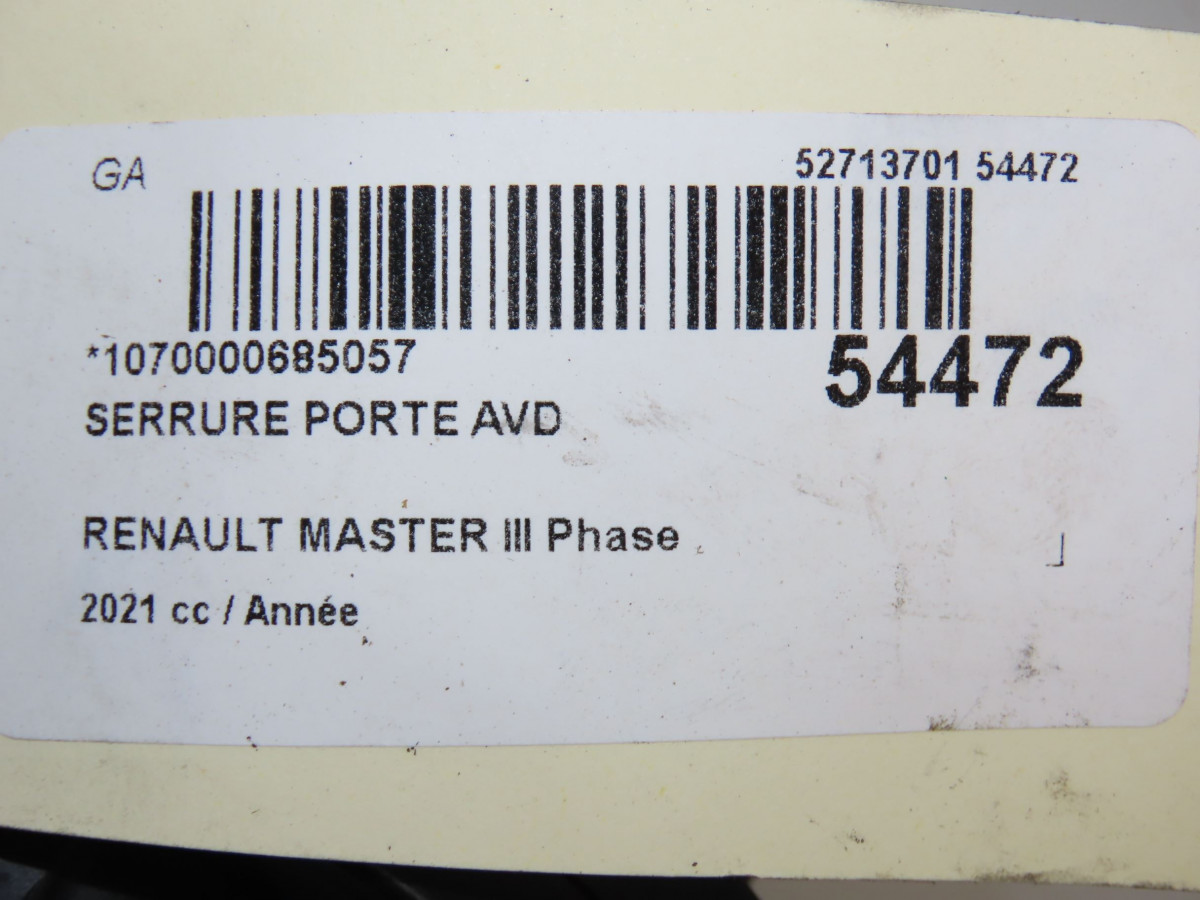 GA
52713701 54472
*1070000685057
54472
SERRURE PORTE AVD
RENAULT MASTER III Phase
2021 cc / Année